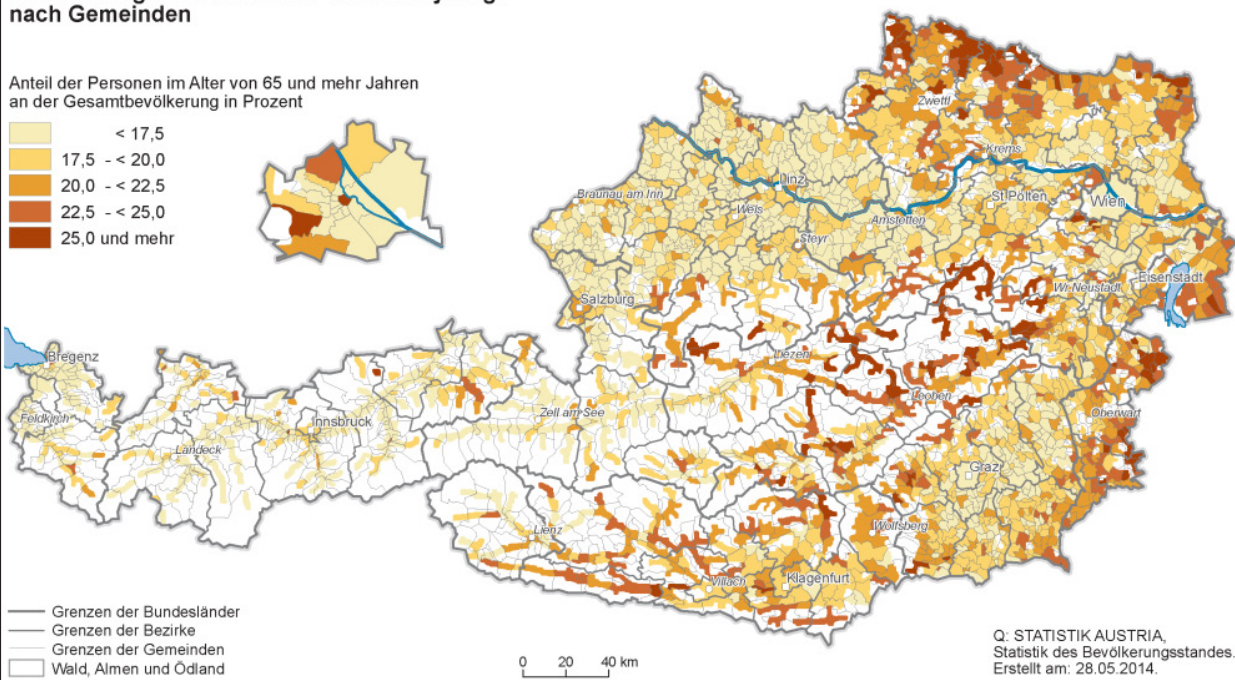 nach Gemeinden
Anteil der Personen im Alter von 65 und mehr Jahren
an der Gesamtbevölkerung in Prozent
< 17,5
17,5 - < 20,0
20,0 - < 22,5
22,5 - < 25,0
25,0 und mehr
Zwettl
Krems
Linz
Braunau am Inn
St Pölten
Wien
Wels
Amstetten
Steyr
Eisenstadt
Wr Neustadt
Salzburg
Bregenz
Liezen
Leoben
Zell am See
Oberwart
Feldkirch
Innsbruck
Landeck
Graz
Lienz
Wolfsberg
Villach
Klagenfurt
Grenzen der Bundesländer
Grenzen der Bezirke
Grenzen der Gemeinden
Wald, Almen und Ödland
0 20 40 km
Q: STATISTIK AUSTRIA,
Statistik des Bevölkerungsstandes.
Erstellt am: 28.05.2014.